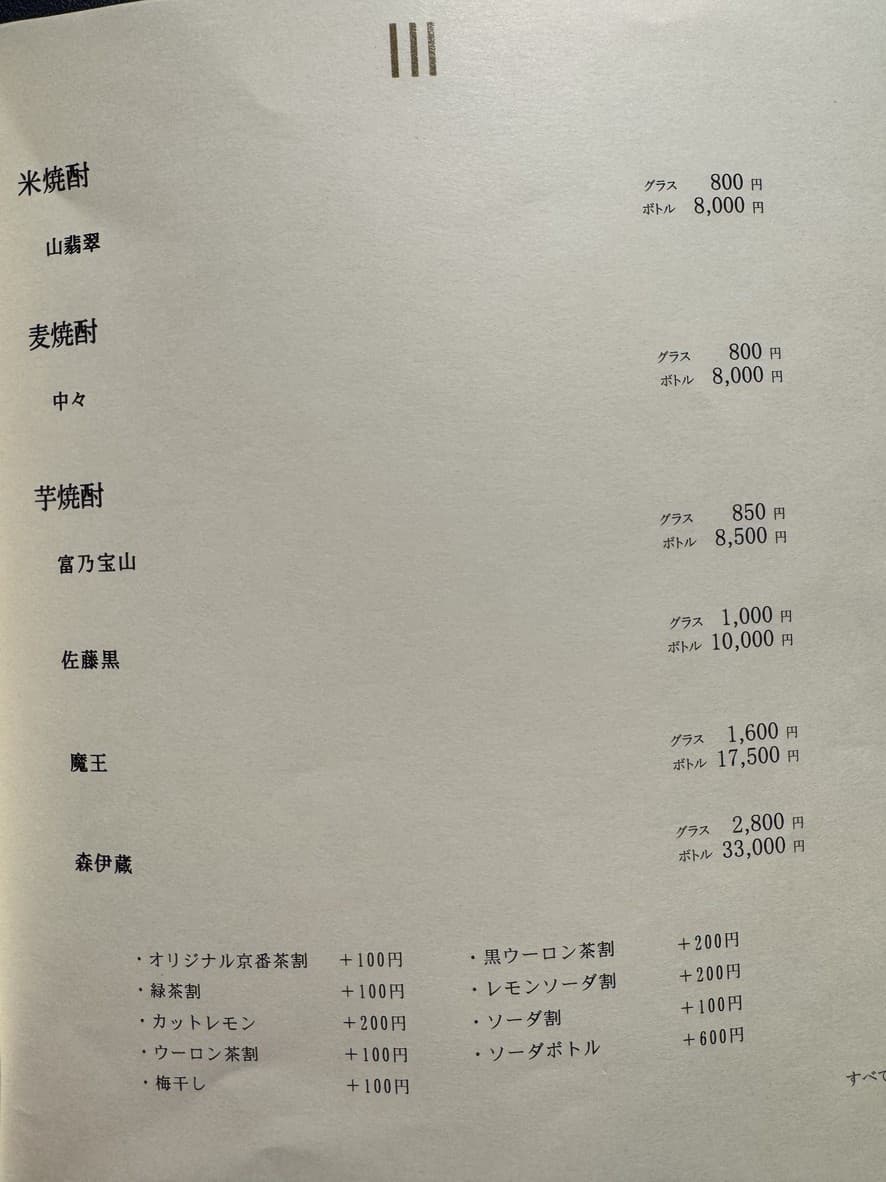 米焼酎
山翡翠 グラス 800 円
ボトル 8,000 円
麦焼酎
中々 グラス 800 円
ボトル 8,000 円
芋焼酎
富乃宝山 グラス 850 円
ボトル 8,500 円
佐藤黒 グラス 1,000 円
ボトル 10,000 円
魔王 グラス 1,600 円
ボトル 17,500 円
森伊蔵 グラス 2,800 円
ボトル 33,000 円
・オリジナル京番茶割 +100円
・緑茶割 +100円
・カットレモン +200円
・ウーロン茶割 +100円
・梅干し +100円
・黒ウーロン茶割 +200円
・レモンソーダ割 +200円
・ソーダ割 +100円
・ソーダボトル +600円
すべて